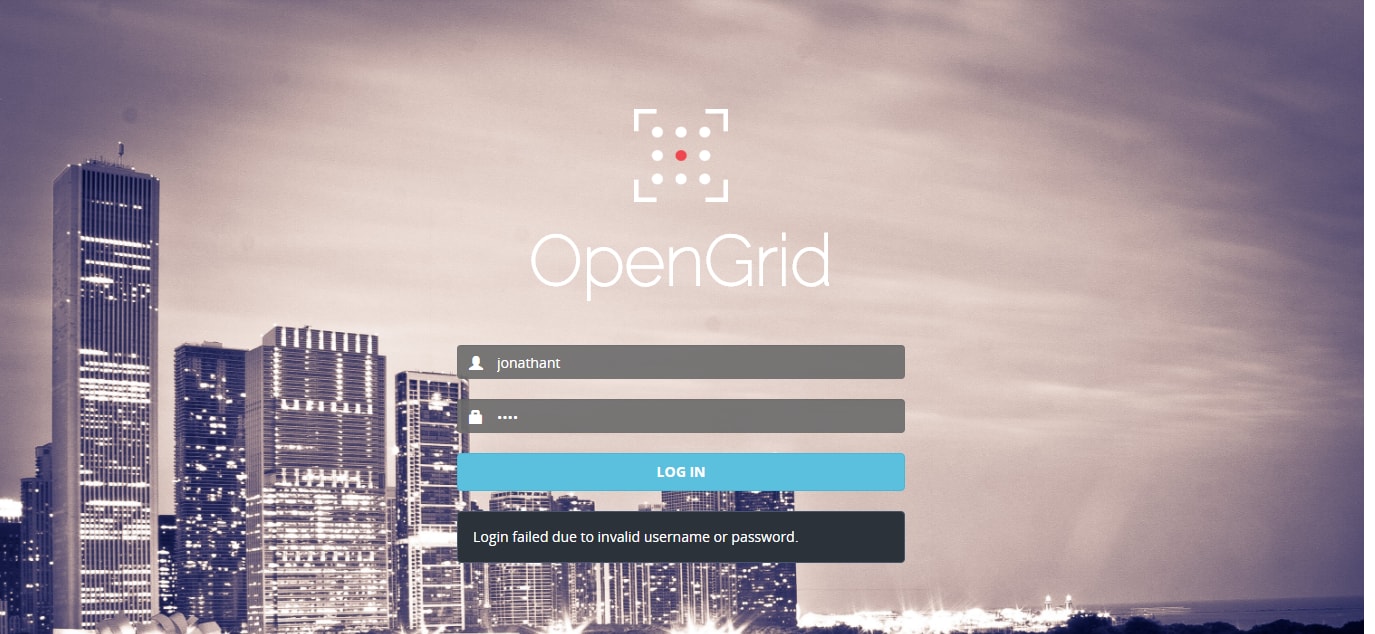 OpenGrid
jonathant
••••
LOG IN
Login failed due to invalid username or password.